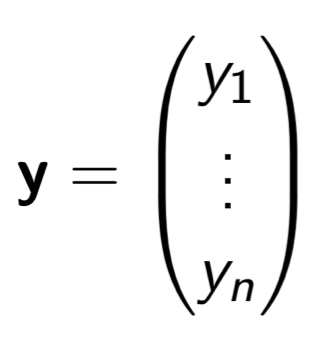 y₁
y = ⋮
yₙ